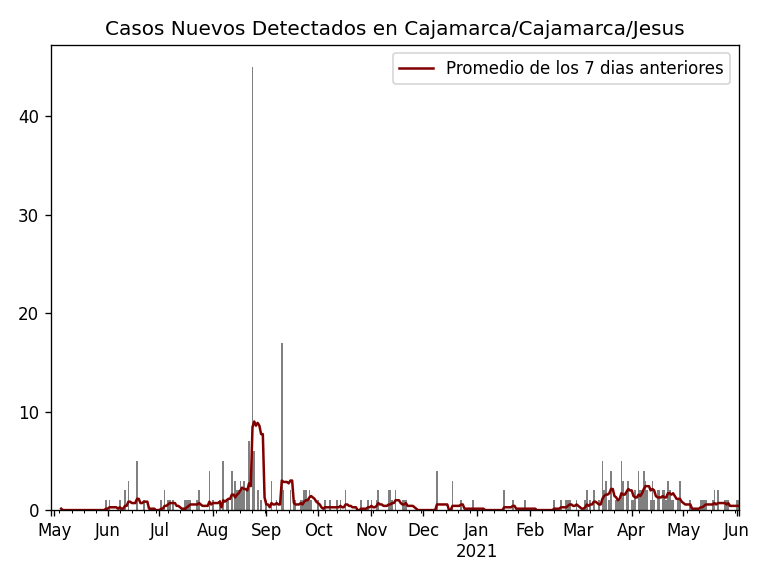 Casos Nuevos Detectados en Cajamarca/Cajamarca/Jesus
Promedio de los 7 dias anteriores
40
30
20
10
0
May Jun Jul Aug Sep Oct Nov Dec Jan Feb Mar Apr May Jun
2021